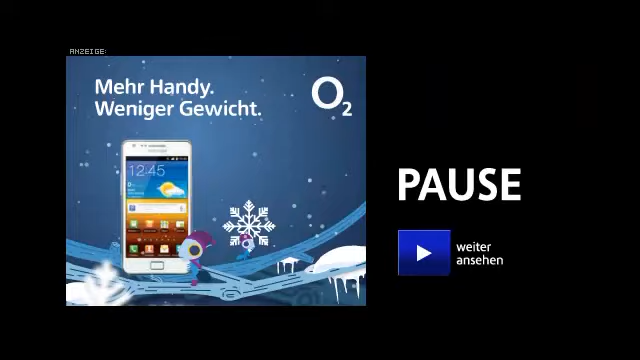 ANZEIGE:
Mehr Handy.
Weniger Gewicht.
O2
12:45
PAUSE
weiter
ansehen